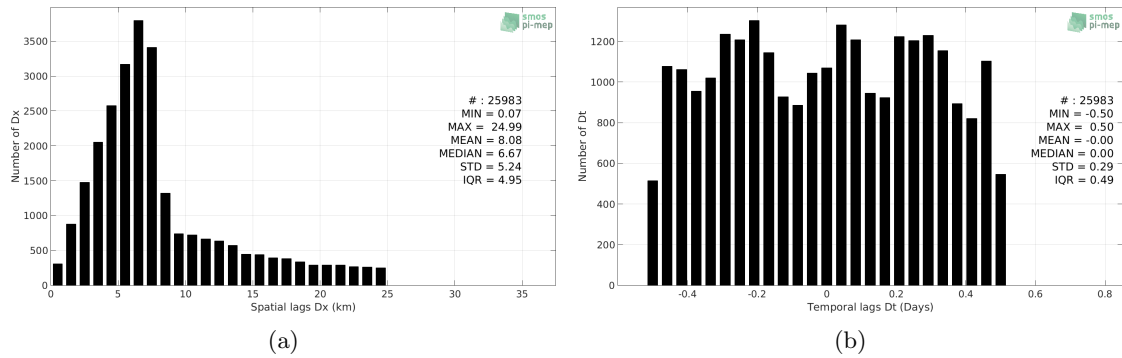 smos
pi-mep
3500
3000
2500
2000
1500
1000
500
0
Number of Dx
# : 25983
MIN = 0.07
MAX = 24.99
MEAN = 8.08
MEDIAN = 6.67
STD = 5.24
IQR = 4.95
0 5 10 15 20 25 30 35
Spatial lags Dx (km)
(a)
smos
pi-mep
1200
1000
800
600
400
200
0
Number of Dt
# : 25983
MIN = -0.50
MAX = 0.50
MEAN = -0.00
MEDIAN = 0.00
STD = 0.29
IQR = 0.49
-0.4 -0.2 0 0.2 0.4 0.6 0.8
Temporal lags Dt (Days)
(b)